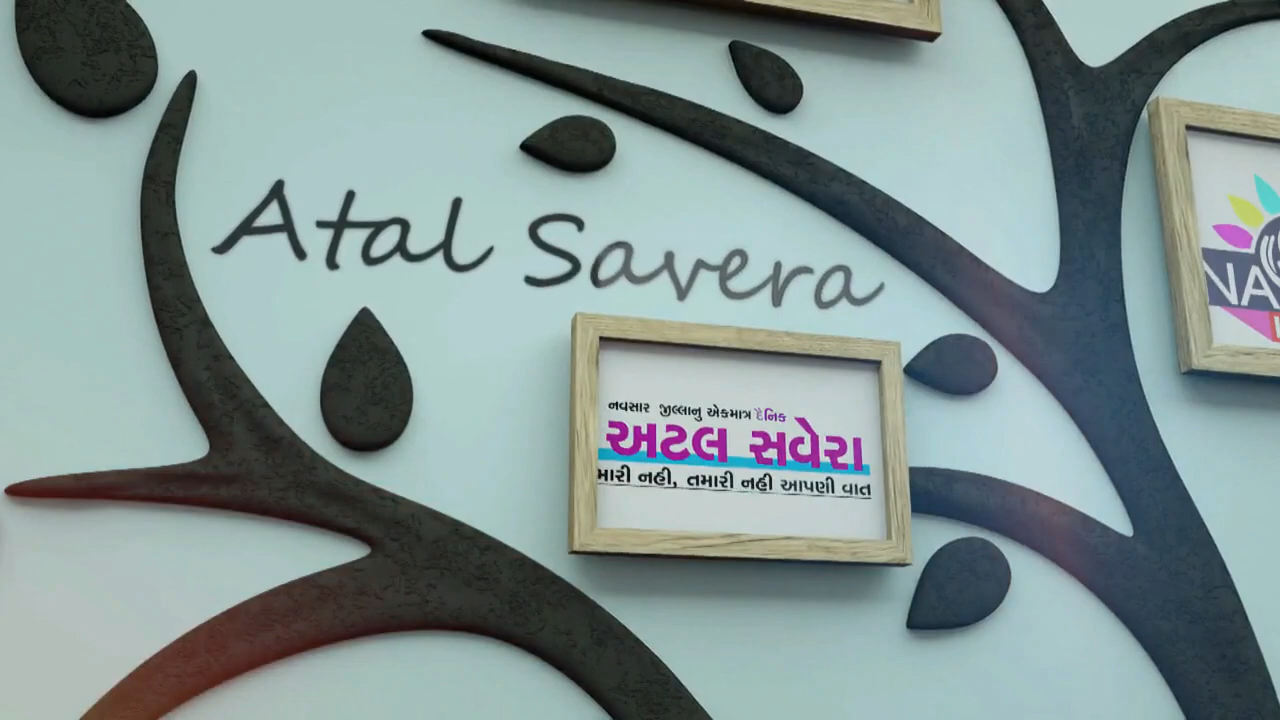 Atal Savera
નવસાર જીલ્લાનુ એકમાત્ર દૈનિક
અટલ સવેરા
મારી નહી, તમારી નહી આપણી વાત